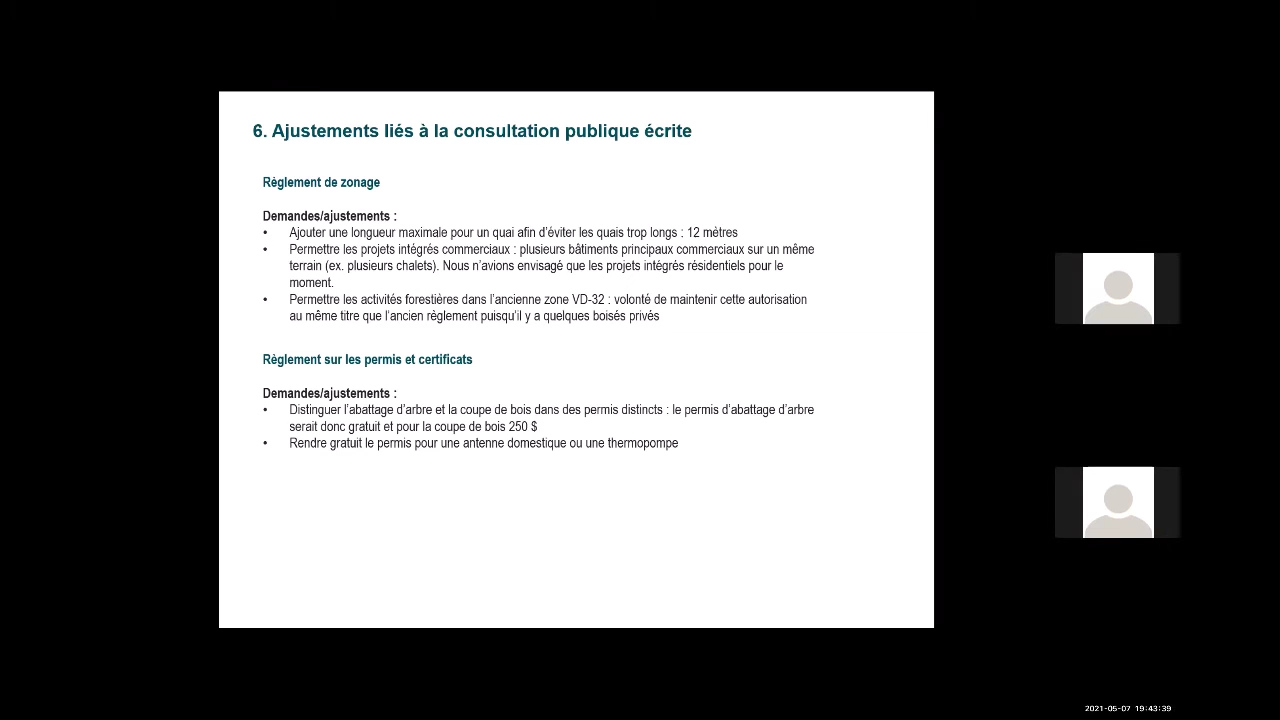 6. Ajustements liés à la consultation publique écrite
Règlement de zonage
Demandes/ajustements :
• Ajouter une longueur maximale pour un quai afin d'éviter les quais trop longs : 12 mètres
• Permettre les projets intégrés commerciaux : plusieurs bâtiments principaux commerciaux sur un même
terrain (ex. plusieurs chalets). Nous n'avions envisagé que les projets intégrés résidentiels pour le
moment.
• Permettre les activités forestières dans l'ancienne zone VD-32 : volonté de maintenir cette autorisation
au même titre que l'ancien règlement puisqu'il y a quelques boisés privés
Règlement sur les permis et certificats
Demandes/ajustements :
• Distinguer l'abattage d'arbre et la coupe de bois dans des permis distincts : le permis d'abattage d'arbre
serait donc gratuit et pour la coupe de bois 250 $
• Rendre gratuit le permis pour une antenne domestique ou une thermopompe
2021-05-07 19:43:39